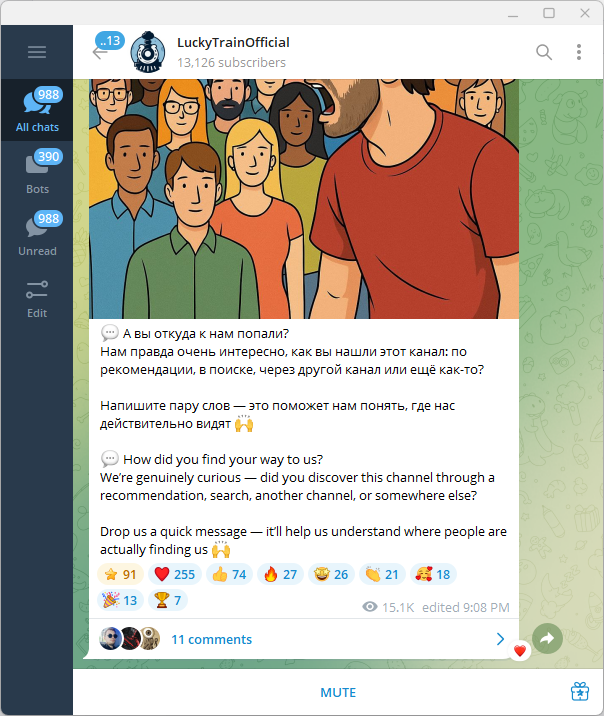 ..13
LuckyTrainOfficial
13,126 subscribers
988
All chats
390
Bots
988
Unread
Edit
💬 А вы откуда к нам попали?
Нам правда очень интересно, как вы нашли этот канал: по
рекомендации, в поиске, через другой канал или ещё как-то?
Напишите пару слов — это поможет нам понять, где нас
действительно видят 🙌
💬 How did you find your way to us?
We're genuinely curious — did you discover this channel through a
recommendation, search, another channel, or somewhere else?
Drop us a quick message — it'll help us understand where people are
actually finding us 🙌
⭐ 91 ❤️ 255 👍 74 🔥 27 🤩 26 👏 21 🥰 18
🎉 13 🏆 7
15.1K edited 9:08 PM
11 comments
MUTE